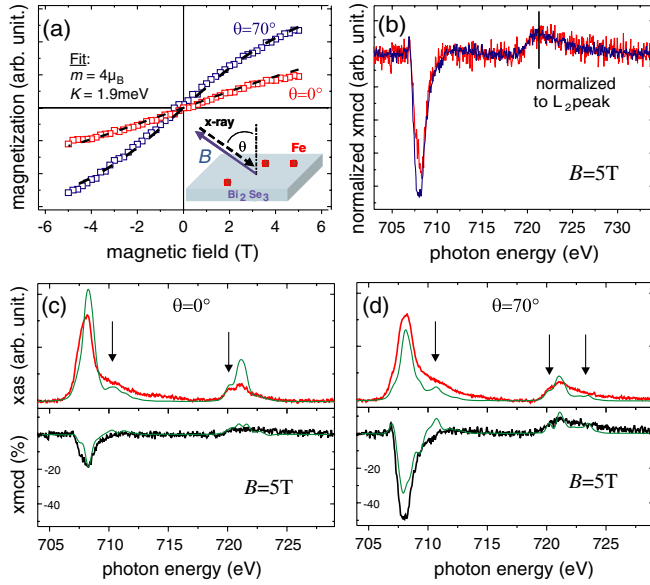 (a)
θ=70°
Fit:
m = 4μB
K = 1.9meV
θ=0°
x-ray
θ
B
Fe
Bi2Se3
magnetization (arb. unit.)
-6 -4 -2 0 2 4 6
magnetic field (T)
(b)
normalized
to L2peak
B=5T
normalized xmcd (arb. unit.)
705 710 715 720 725 730
photon energy (eV)
(c)
θ=0°
xas (arb. unit.)
B=5T
xmcd (%)
-20
-40
705 710 715 720 725
photon energy (eV)
(d)
θ=70°
B=5T
-20
-40
705 710 715 720 725
photon energy (eV)